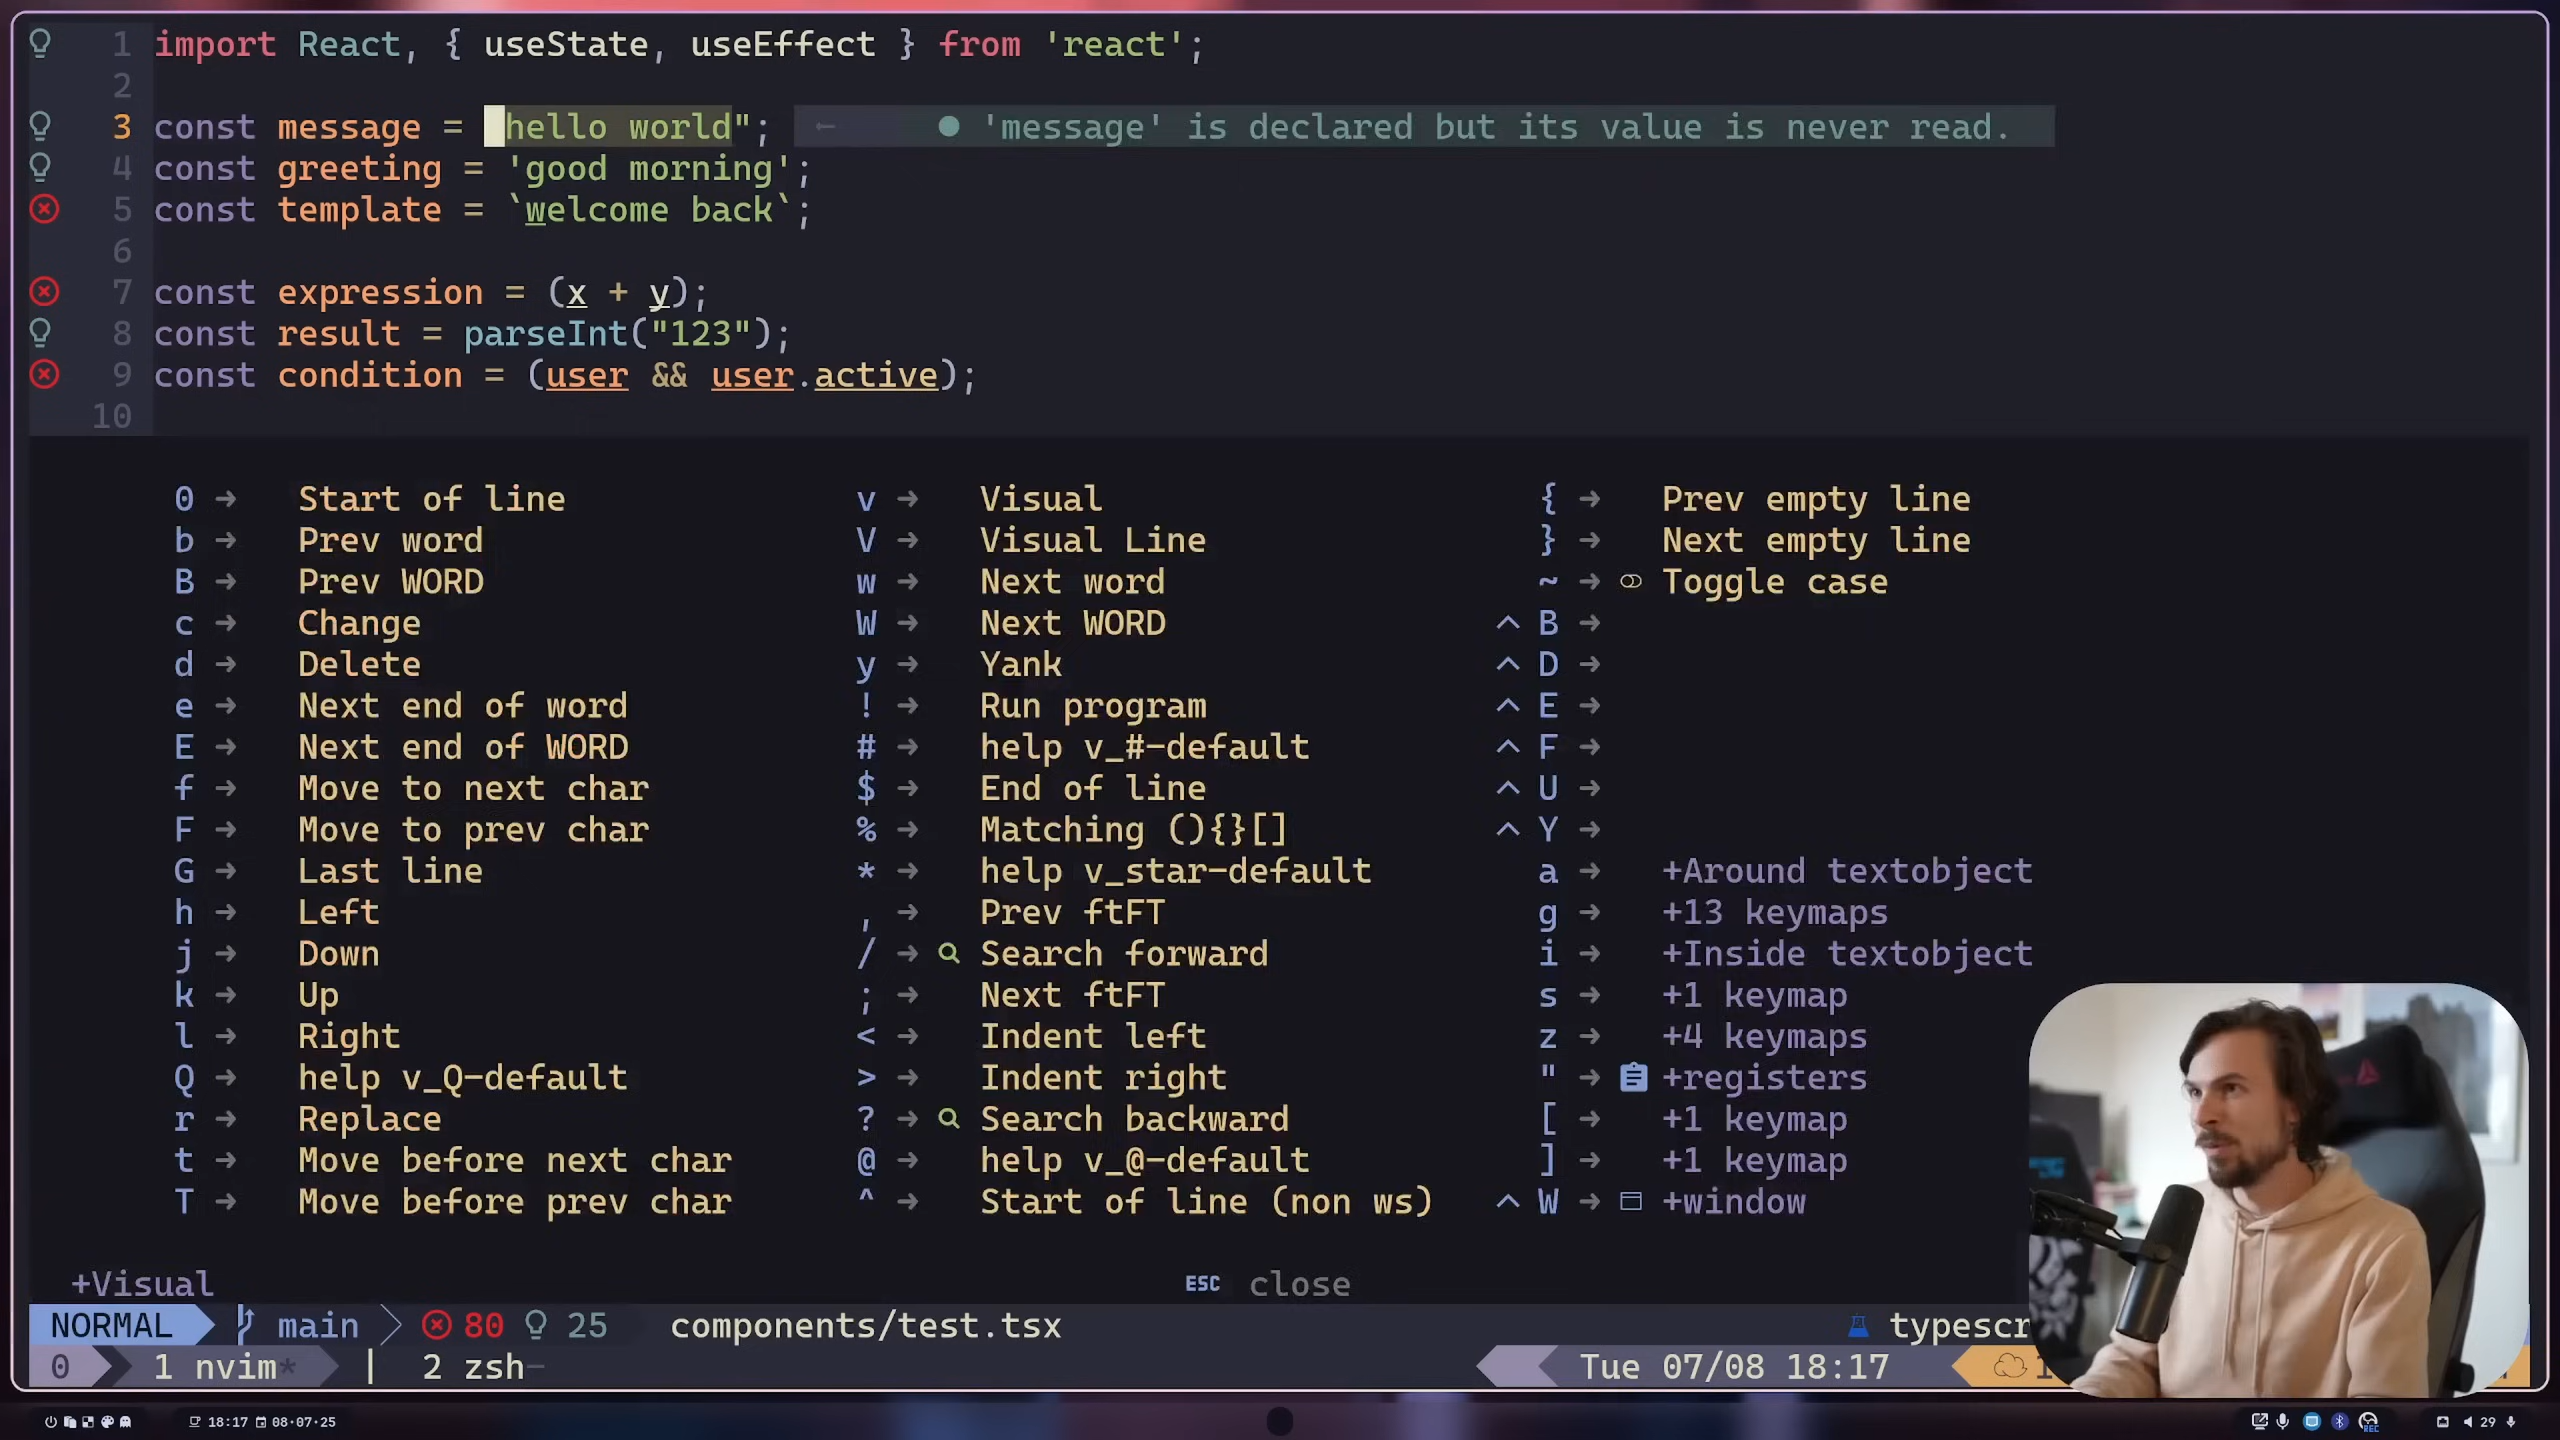 1 import React, { useState, useEffect } from 'react';
2
3 const message = "hello world"; ← ● 'message' is declared but its value is never read.
4 const greeting = 'good morning';
5 const template = `welcome back`;
6
7 const expression = (x + y);
8 const result = parseInt("123");
9 const condition = (user && user.active);
10
0 → Start of line
b → Prev word
B → Prev WORD
c → Change
d → Delete
e → Next end of word
E → Next end of WORD
f → Move to next char
F → Move to prev char
G → Last line
h → Left
j → Down
k → Up
l → Right
Q → help v_Q-default
r → Replace
t → Move before next char
T → Move before prev char
v → Visual
V → Visual Line
w → Next word
W → Next WORD
y → Yank
! → Run program
# → help v_#-default
$ → End of line
% → Matching (){}[]
* → help v_star-default
, → Prev ftFT
/ → Search forward
; → Next ftFT
< → Indent left
> → Indent right
? → Search backward
@ → help v_@-default
^ → Start of line (non ws)
{ → Prev empty line
} → Next empty line
~ → Toggle case
^ B →
^ D →
^ E →
^ F →
^ U →
^ Y →
a → +Around textobject
g → +13 keymaps
i → +Inside textobject
s → +1 keymap
z → +4 keymaps
" → +registers
[ → +1 keymap
] → +1 keymap
^ W → +window
+Visual ESC close
NORMAL main 80 25 components/test.tsx typescr
0 1 nvim* | 2 zsh- Tue 07/08 18:17
18:17 08-07-25 REC 29